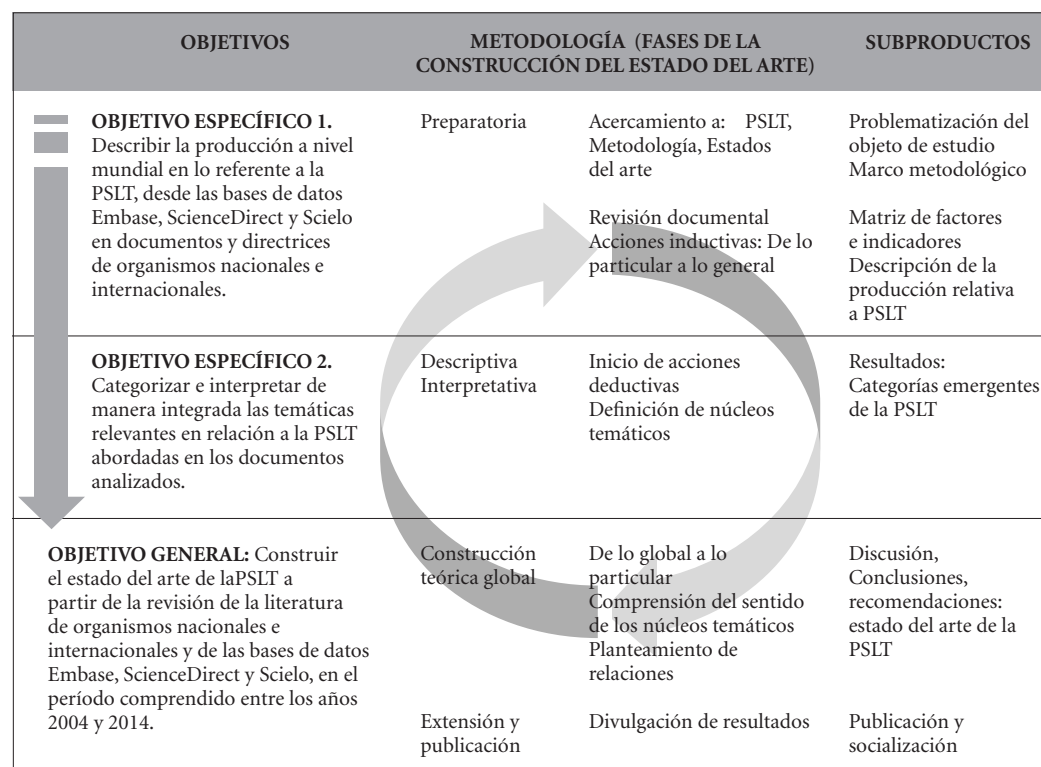 OBJETIVOS
METODOLOGÍA (FASES DE LA
CONSTRUCCIÓN DEL ESTADO DEL ARTE)
SUBPRODUCTOS
OBJETIVO ESPECÍFICO 1.
Describir la producción a nivel
mundial en lo referente a la
PSLT, desde las bases de datos
Embase, ScienceDirect y Scielo
en documentos y directrices
de organismos nacionales e
internacionales.
Preparatoria
Acercamiento a: PSLT,
Metodología, Estados
del arte
Revisión documental
Acciones inductivas: De lo
particular a lo general
Problematización del
objeto de estudio
Marco metodológico
Matriz de factores
e indicadores
Descripción de la
producción relativa
a PSLT
OBJETIVO ESPECÍFICO 2.
Categorizar e interpretar de
manera integrada las temáticas
relevantes en relación a la PSLT
abordadas en los documentos
analizados.
Descriptiva
Interpretativa
Inicio de acciones
deductivas
Definición de núcleos
temáticos
Resultados:
Categorías emergentes
de la PSLT
OBJETIVO GENERAL: Construir
el estado del arte de laPSLT a
partir de la revisión de la literatura
de organismos nacionales e
internacionales y de las bases de datos
Embase, ScienceDirect y Scielo, en el
período comprendido entre los años
2004 y 2014.
Construcción
teórica global
De lo global a lo
particular
Comprensión del sentido
de los núcleos temáticos
Planteamiento de
relaciones
Discusión,
Conclusiones,
recomendaciones:
estado del arte de la
PSLT
Extensión y
publicación
Divulgación de resultados
Publicación y
socialización